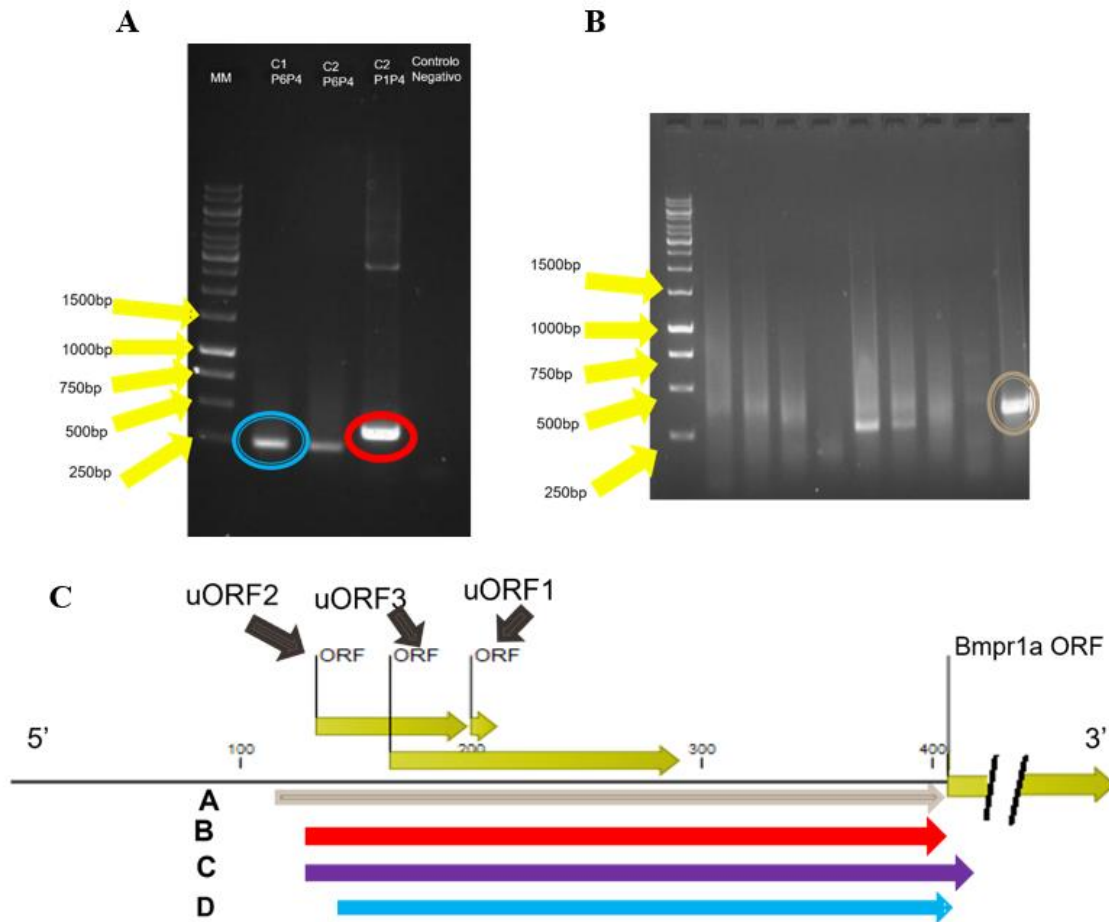 A
MM
C1
P6P4
C2
P6P4
C2
P1P4
Controlo
Negativo
1500bp
1000bp
750bp
500bp
250bp
B
1500bp
1000bp
750bp
500bp
250bp
C
uORF2
uORF3
uORF1
ORF
ORF
ORF
Bmpr1a ORF
5'
100
200
300
400
3'
A
B
C
D